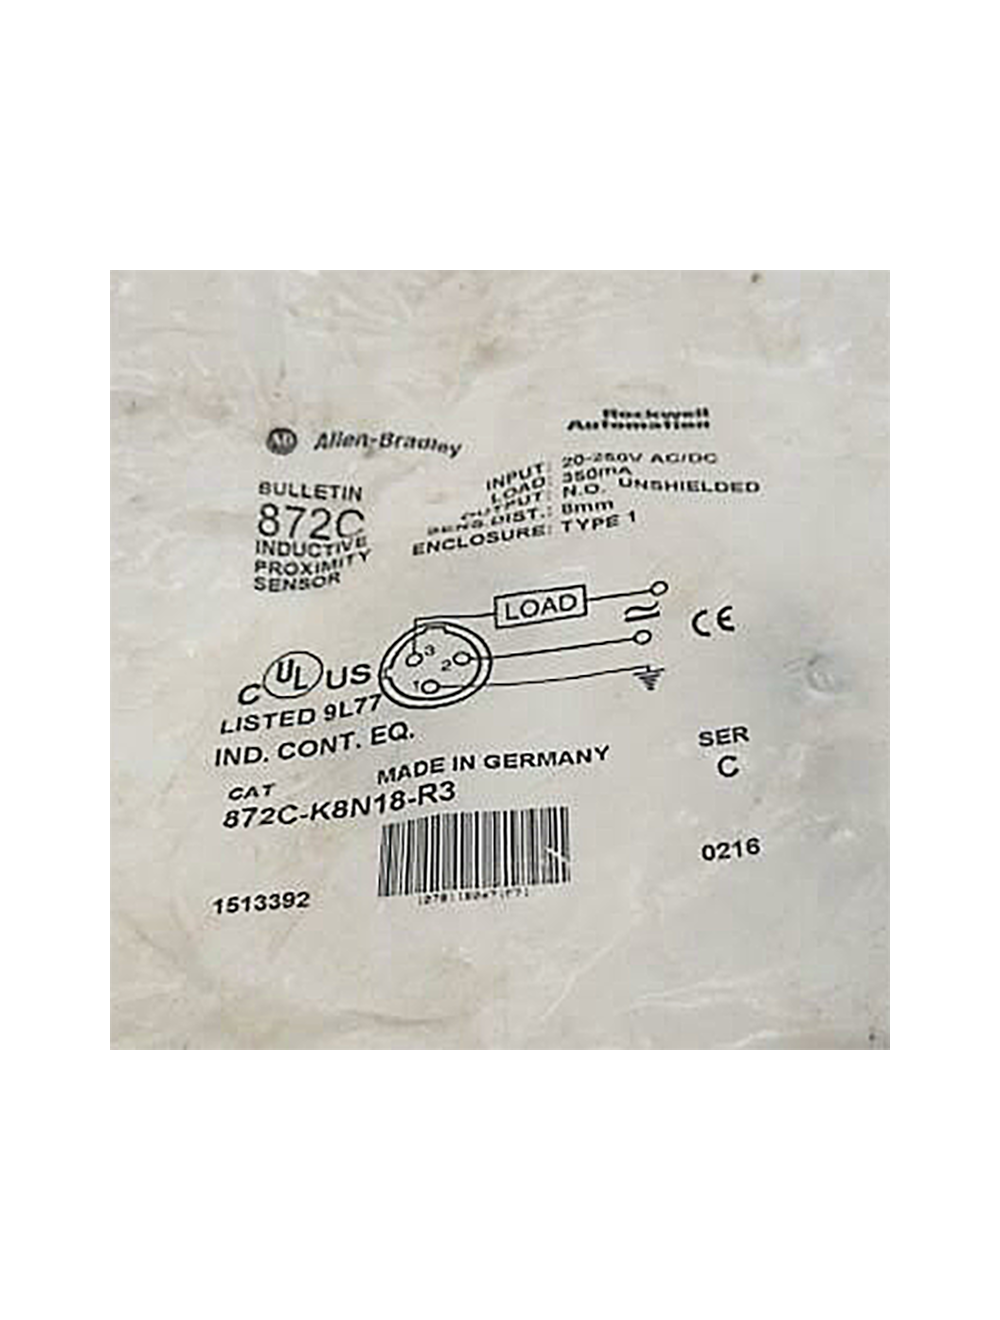 AB Allen-Bradley
Rockwell
Automation
BULLETIN
872C
INDUCTIVE
PROXIMITY
SENSOR
INPUT: 20-250V AC/DC
LOAD: 350mA
OUTPUT: N.O. UNSHIELDED
SENS.DIST.: 8mm
ENCLOSURE: TYPE 1
LOAD
3
2
1
CE
C UL US
LISTED 9L77
IND. CONT. EQ.
MADE IN GERMANY
CAT
872C-K8N18-R3
SER
C
1513392
0216